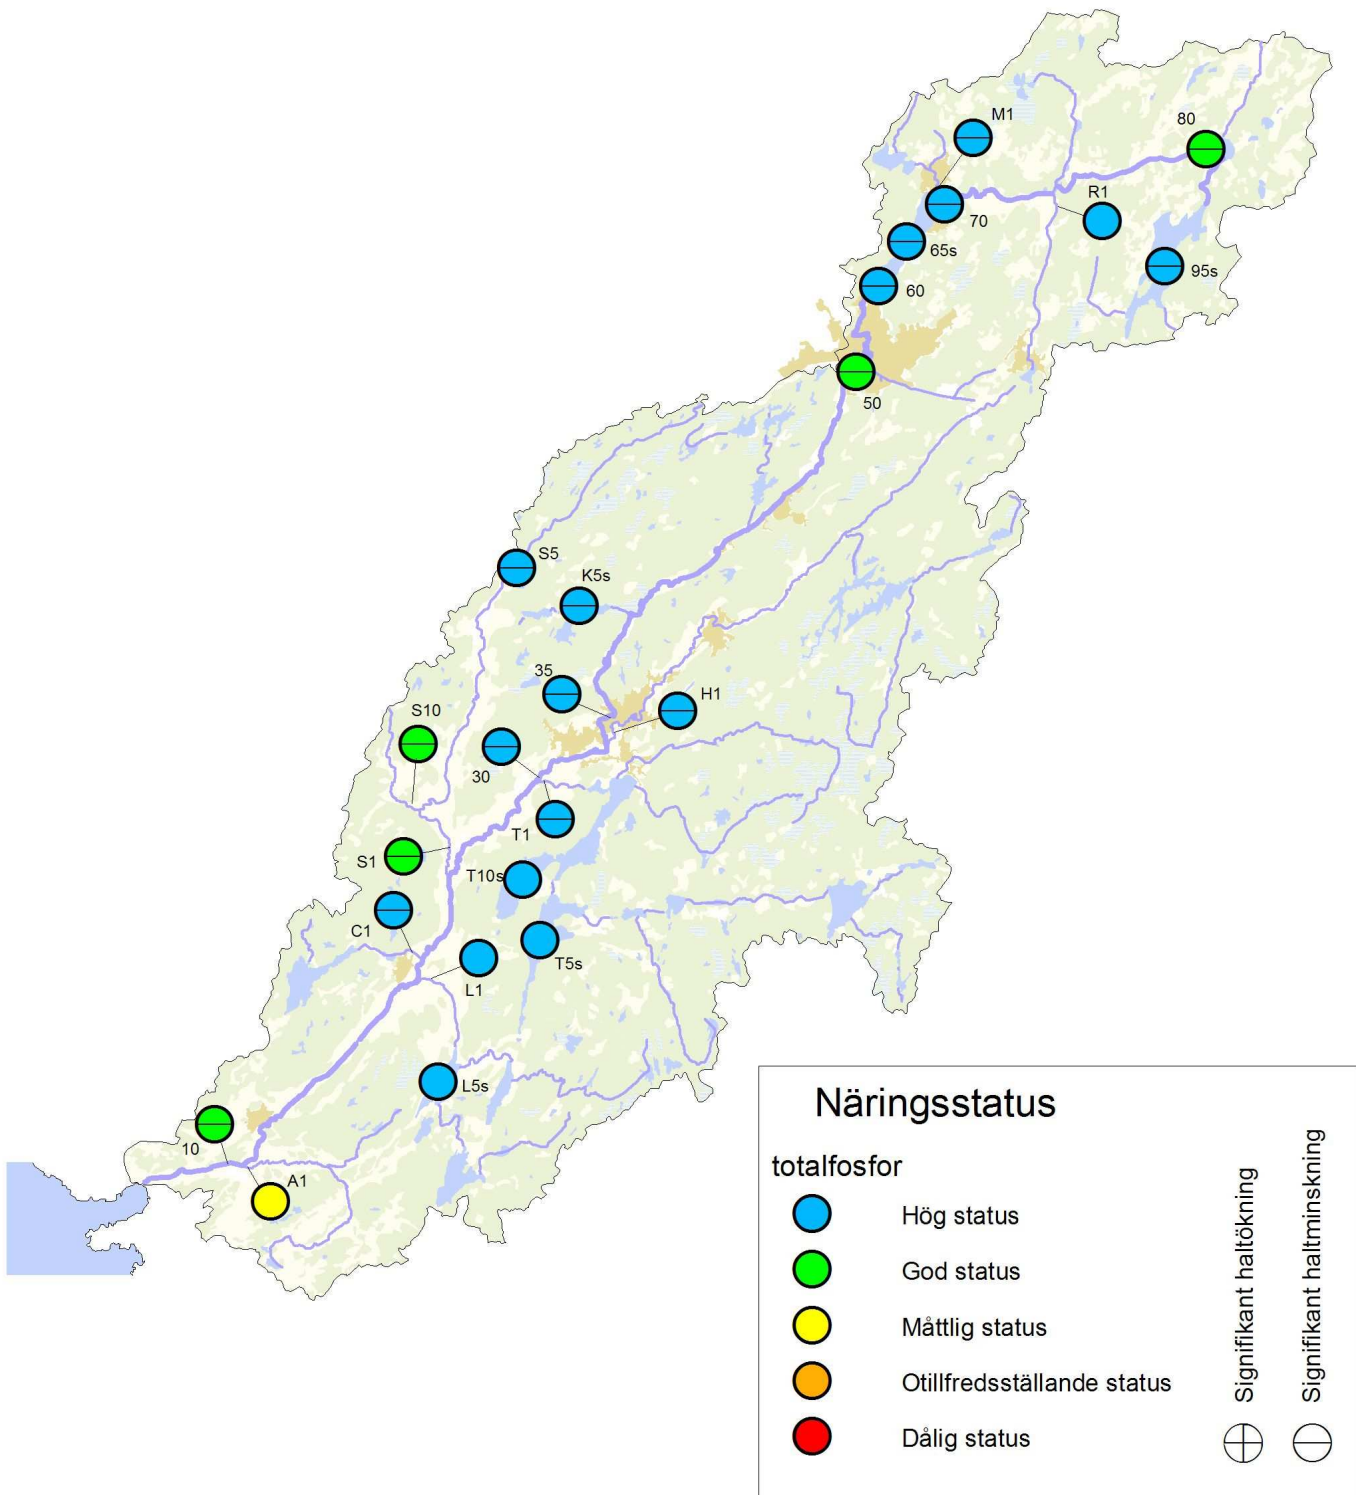 M1
80
R1
70
65s
95s
60
50
S5
K5s
35
H1
S10
30
T1
S1
T10s
C1
T5s
L1
L5s
10
A1
Näringsstatus
totalfosfor
Hög status
God status
Måttlig status
Otillfredsställande status
Dålig status
Signifikant haltökning
Signifikant haltminskning